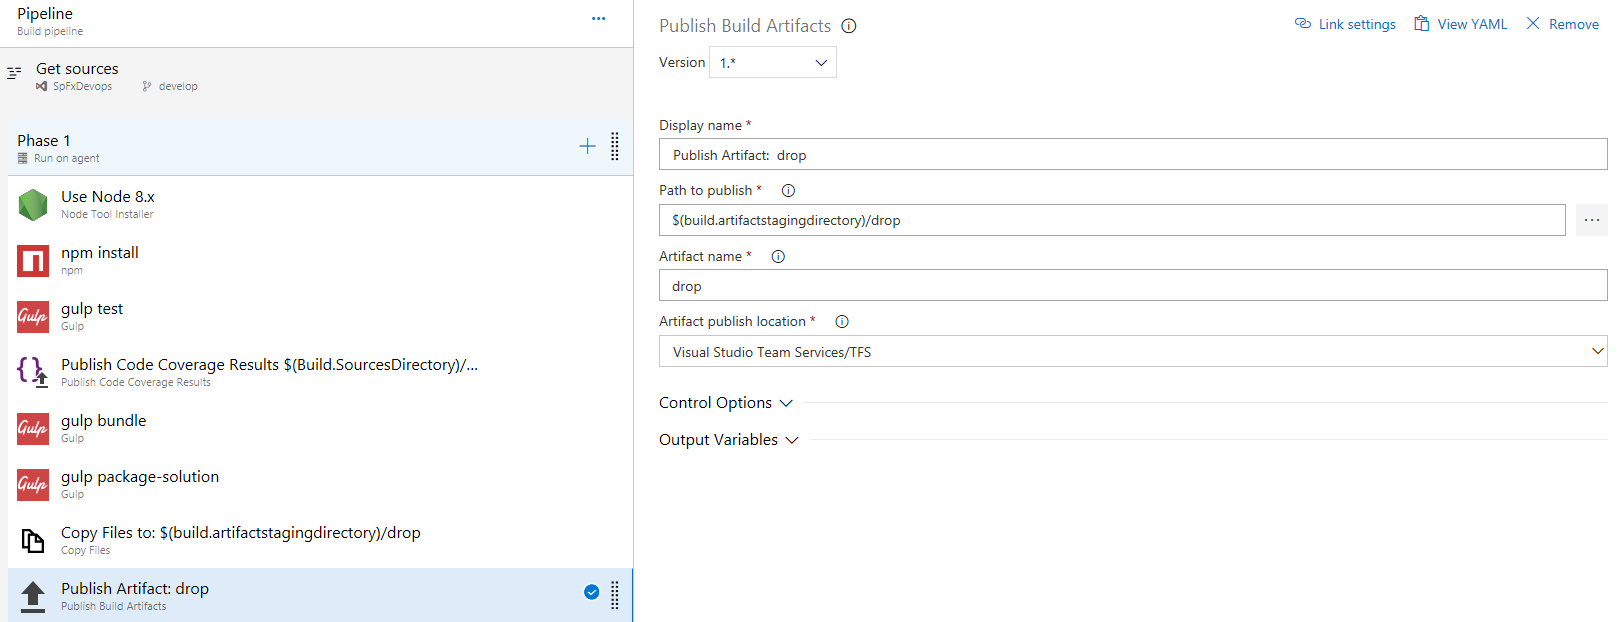 Pipeline
Build pipeline
...
Get sources
SpFxDevops develop
Phase 1
Run on agent
Use Node 8.x
Node Tool Installer
npm install
npm
Gulp
gulp test
Gulp
Publish Code Coverage Results $(Build.SourcesDirectory)/...
Publish Code Coverage Results
Gulp
gulp bundle
Gulp
Gulp
gulp package-solution
Gulp
Copy Files to: $(build.artifactstagingdirectory)/drop
Copy Files
Publish Artifact: drop
Publish Build Artifacts
Publish Build Artifacts
Link settings View YAML Remove
Version 1.*
Display name *
Publish Artifact: drop
Path to publish *
$(build.artifactstagingdirectory)/drop
...
Artifact name *
drop
Artifact publish location *
Visual Studio Team Services/TFS
Control Options
Output Variables